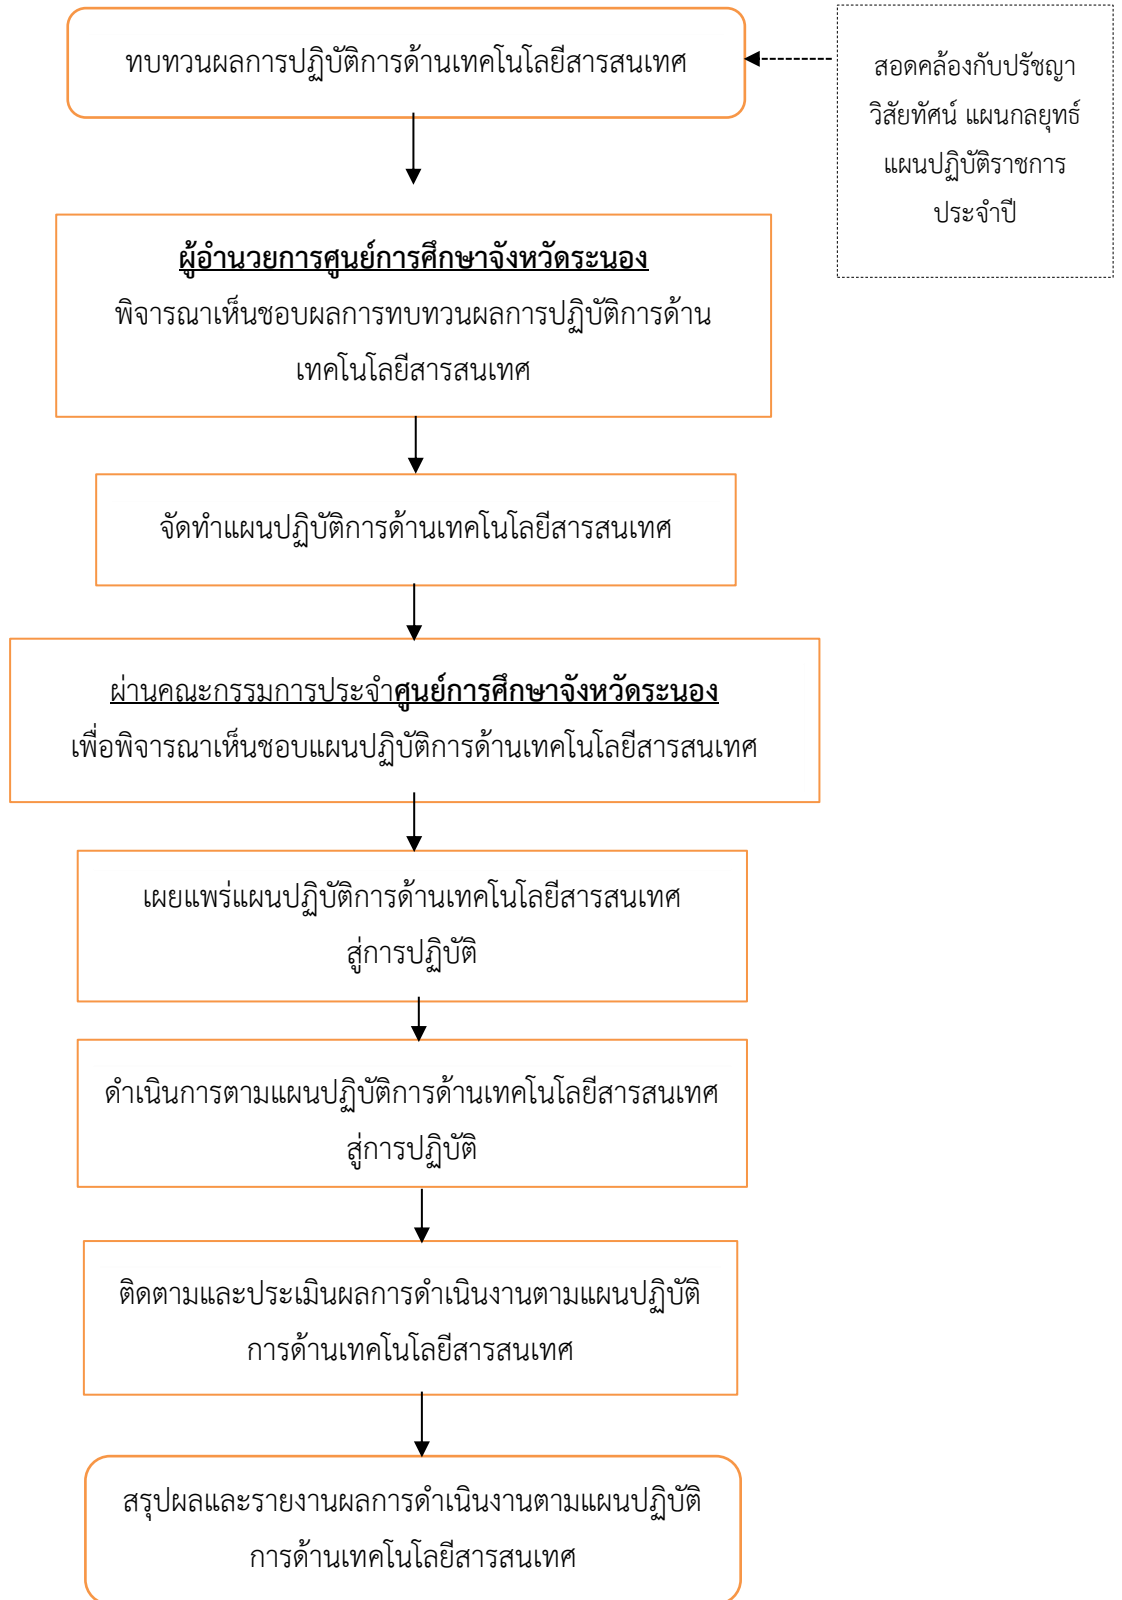 ทบทวนผลการปฏิบัติการด้านเทคโนโลยีสารสนเทศ
สอดคล้องกับปรัชญา
วิสัยทัศน์ แผนกลยุทธ์
แผนปฏิบัติราชการ
ประจำปี
ผู้อำนวยการศูนย์การศึกษาจังหวัดระนอง
พิจารณาเห็นชอบผลการทบทวนผลการปฏิบัติการด้าน
เทคโนโลยีสารสนเทศ
จัดทำแผนปฏิบัติการด้านเทคโนโลยีสารสนเทศ
ผ่านคณะกรรมการประจำศูนย์การศึกษาจังหวัดระนอง
เพื่อพิจารณาเห็นชอบแผนปฏิบัติการด้านเทคโนโลยีสารสนเทศ
เผยแพร่แผนปฏิบัติการด้านเทคโนโลยีสารสนเทศ
สู่การปฏิบัติ
ดำเนินการตามแผนปฏิบัติการด้านเทคโนโลยีสารสนเทศ
สู่การปฏิบัติ
ติดตามและประเมินผลการดำเนินงานตามแผนปฏิบัติ
การด้านเทคโนโลยีสารสนเทศ
สรุปผลและรายงานผลการดำเนินงานตามแผนปฏิบัติ
การด้านเทคโนโลยีสารสนเทศ